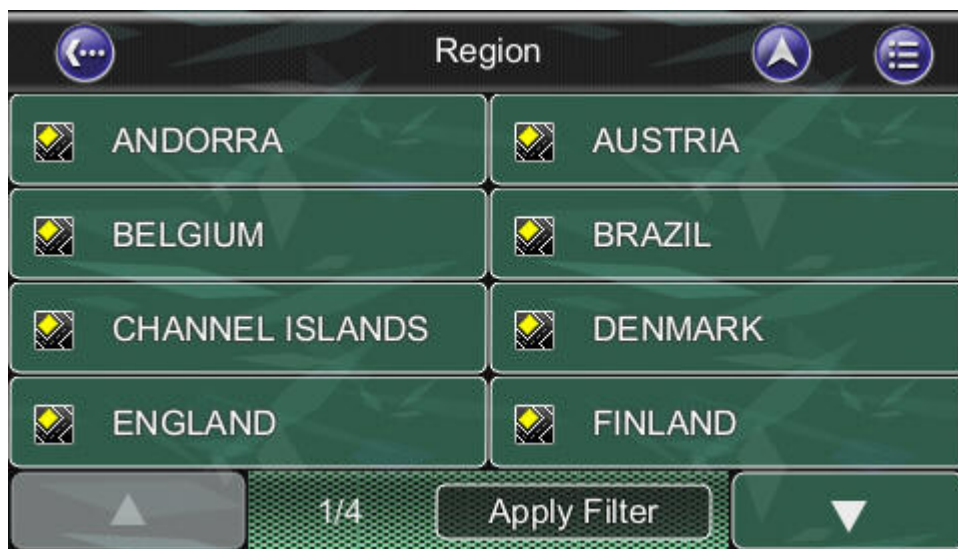 Region
ANDORRA
AUSTRIA
BELGIUM
BRAZIL
CHANNEL ISLANDS
DENMARK
ENGLAND
FINLAND
1/4
Apply Filter